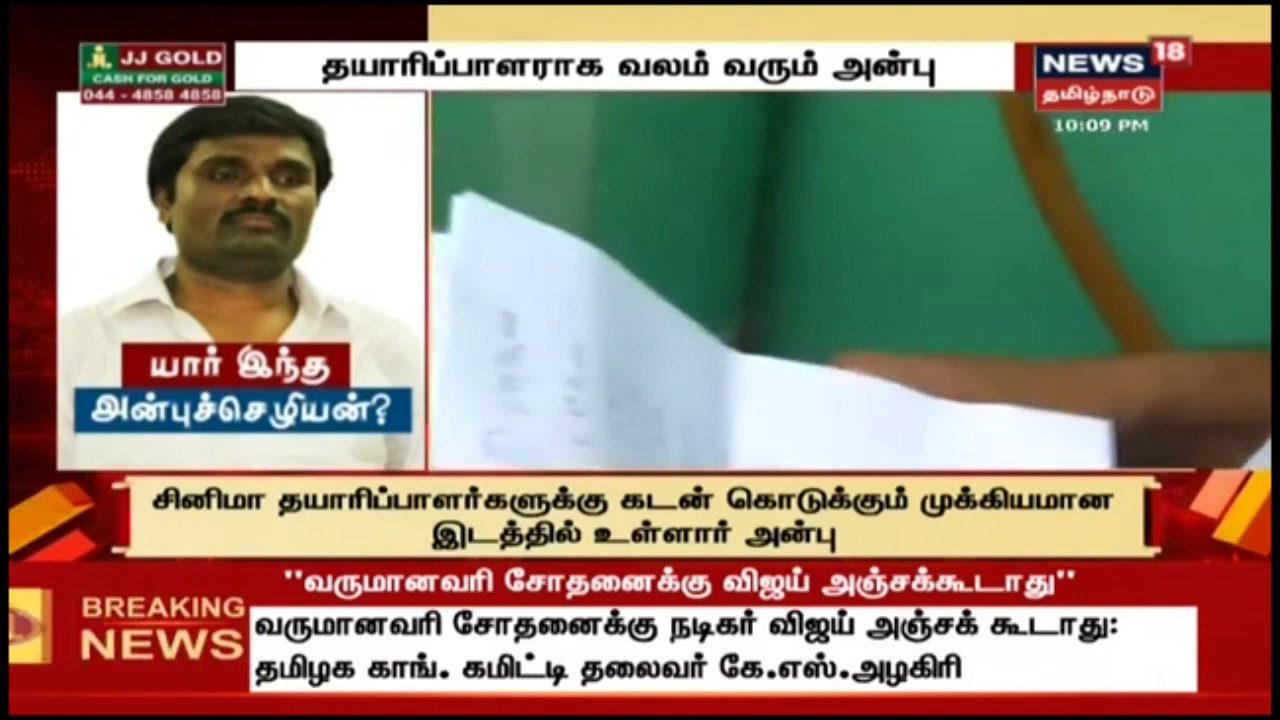 JJ GOLD
CASH FOR GOLD
044 - 4858 4858
தயாரிப்பாளராக வலம் வரும் அன்பு
NEWS 18
தமிழ்நாடு
10:09 PM
யார் இந்த
அன்புச்செழியன்?
சினிமா தயாரிப்பாளர்களுக்கு கடன் கொடுக்கும் முக்கியமான
இடத்தில் உள்ளார் அன்பு
"வருமானவரி சோதனைக்கு விஜய் அஞ்சக்கூடாது"
BREAKING
NEWS
வருமானவரி சோதனைக்கு நடிகர் விஜய் அஞ்சக் கூடாது:
தமிழக காங். கமிட்டி தலைவர் கே.எஸ்.அழகிரி